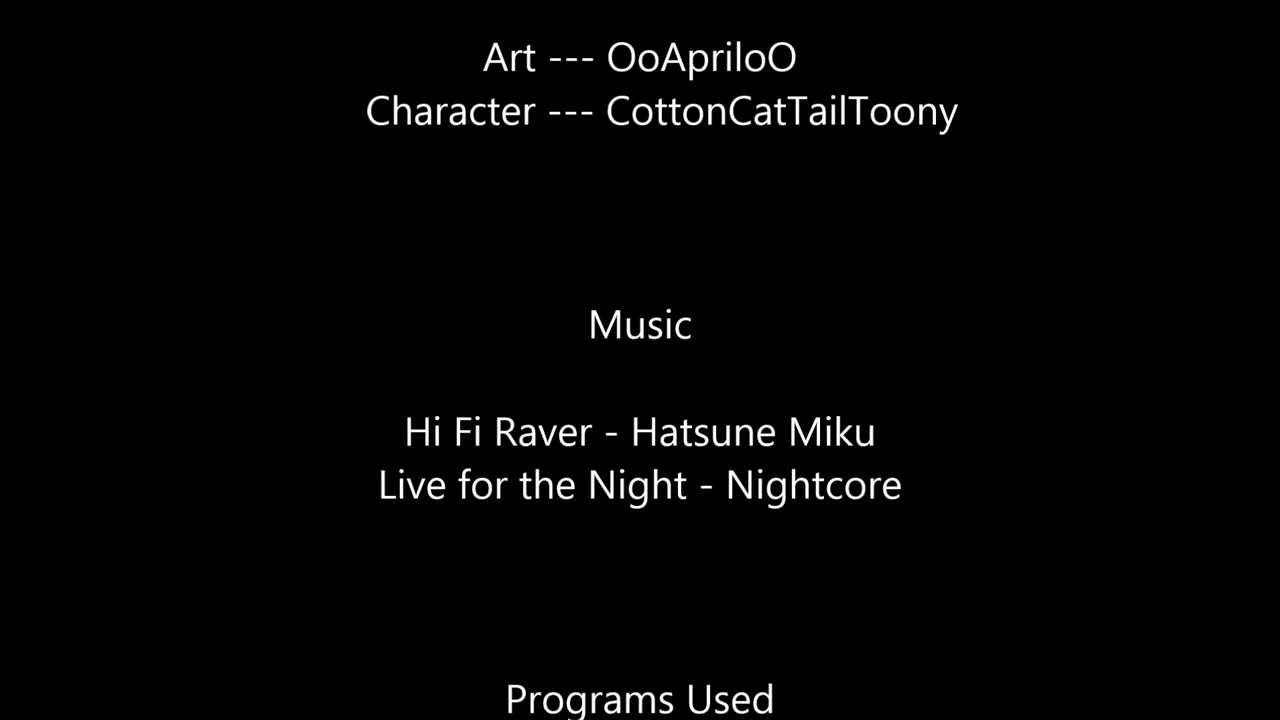 Art --- OoApriloO
Character --- CottonCatTailToony
Music
Hi Fi Raver - Hatsune Miku
Live for the Night - Nightcore
Programs Used